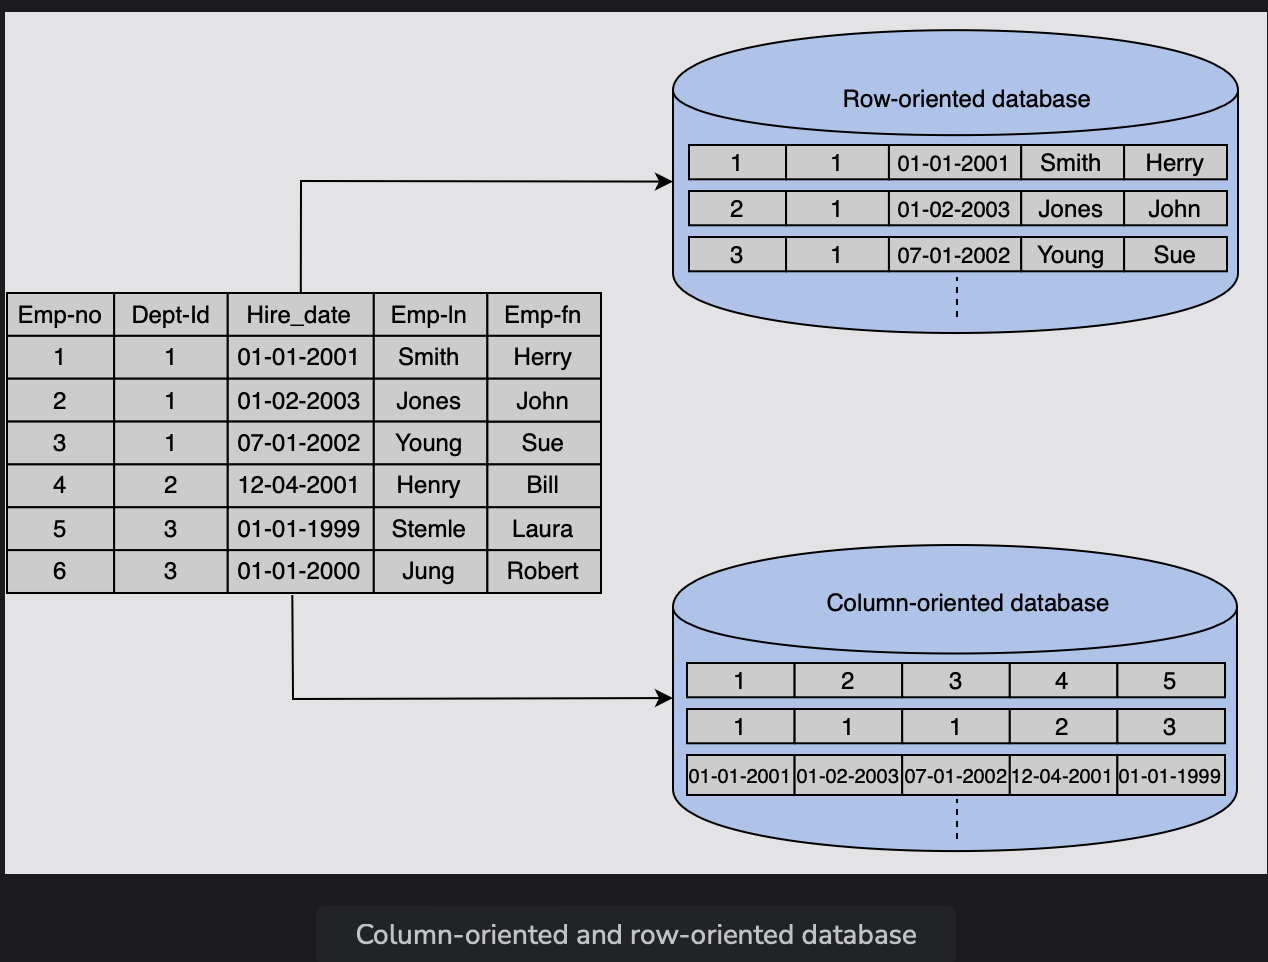 Row-oriented database
1 1 01-01-2001 Smith Herry
2 1 01-02-2003 Jones John
3 1 07-01-2002 Young Sue
Emp-no Dept-Id Hire_date Emp-ln Emp-fn
1 1 01-01-2001 Smith Herry
2 1 01-02-2003 Jones John
3 1 07-01-2002 Young Sue
4 2 12-04-2001 Henry Bill
5 3 01-01-1999 Stemle Laura
6 3 01-01-2000 Jung Robert
Column-oriented database
1 2 3 4 5
1 1 1 2 3
01-01-2001 01-02-2003 07-01-2002 12-04-2001 01-01-1999
Column-oriented and row-oriented database